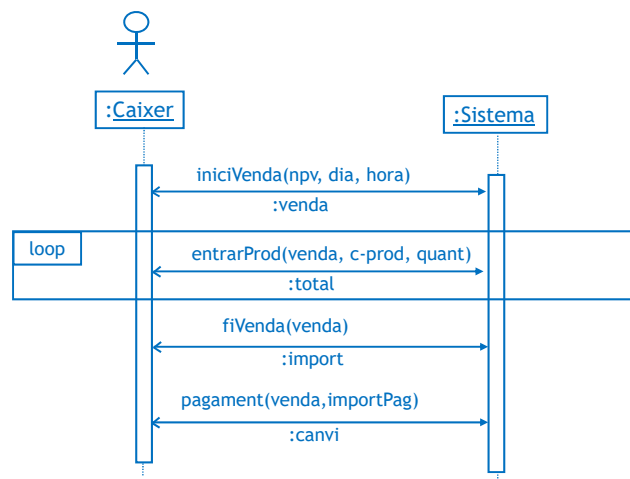 :Caixer
:Sistema
iniciVenda(npv, dia, hora)
:venda
loop
entrarProd(venda, c-prod, quant)
:total
fiVenda(venda)
:import
pagament(venda,importPag)
:canvi